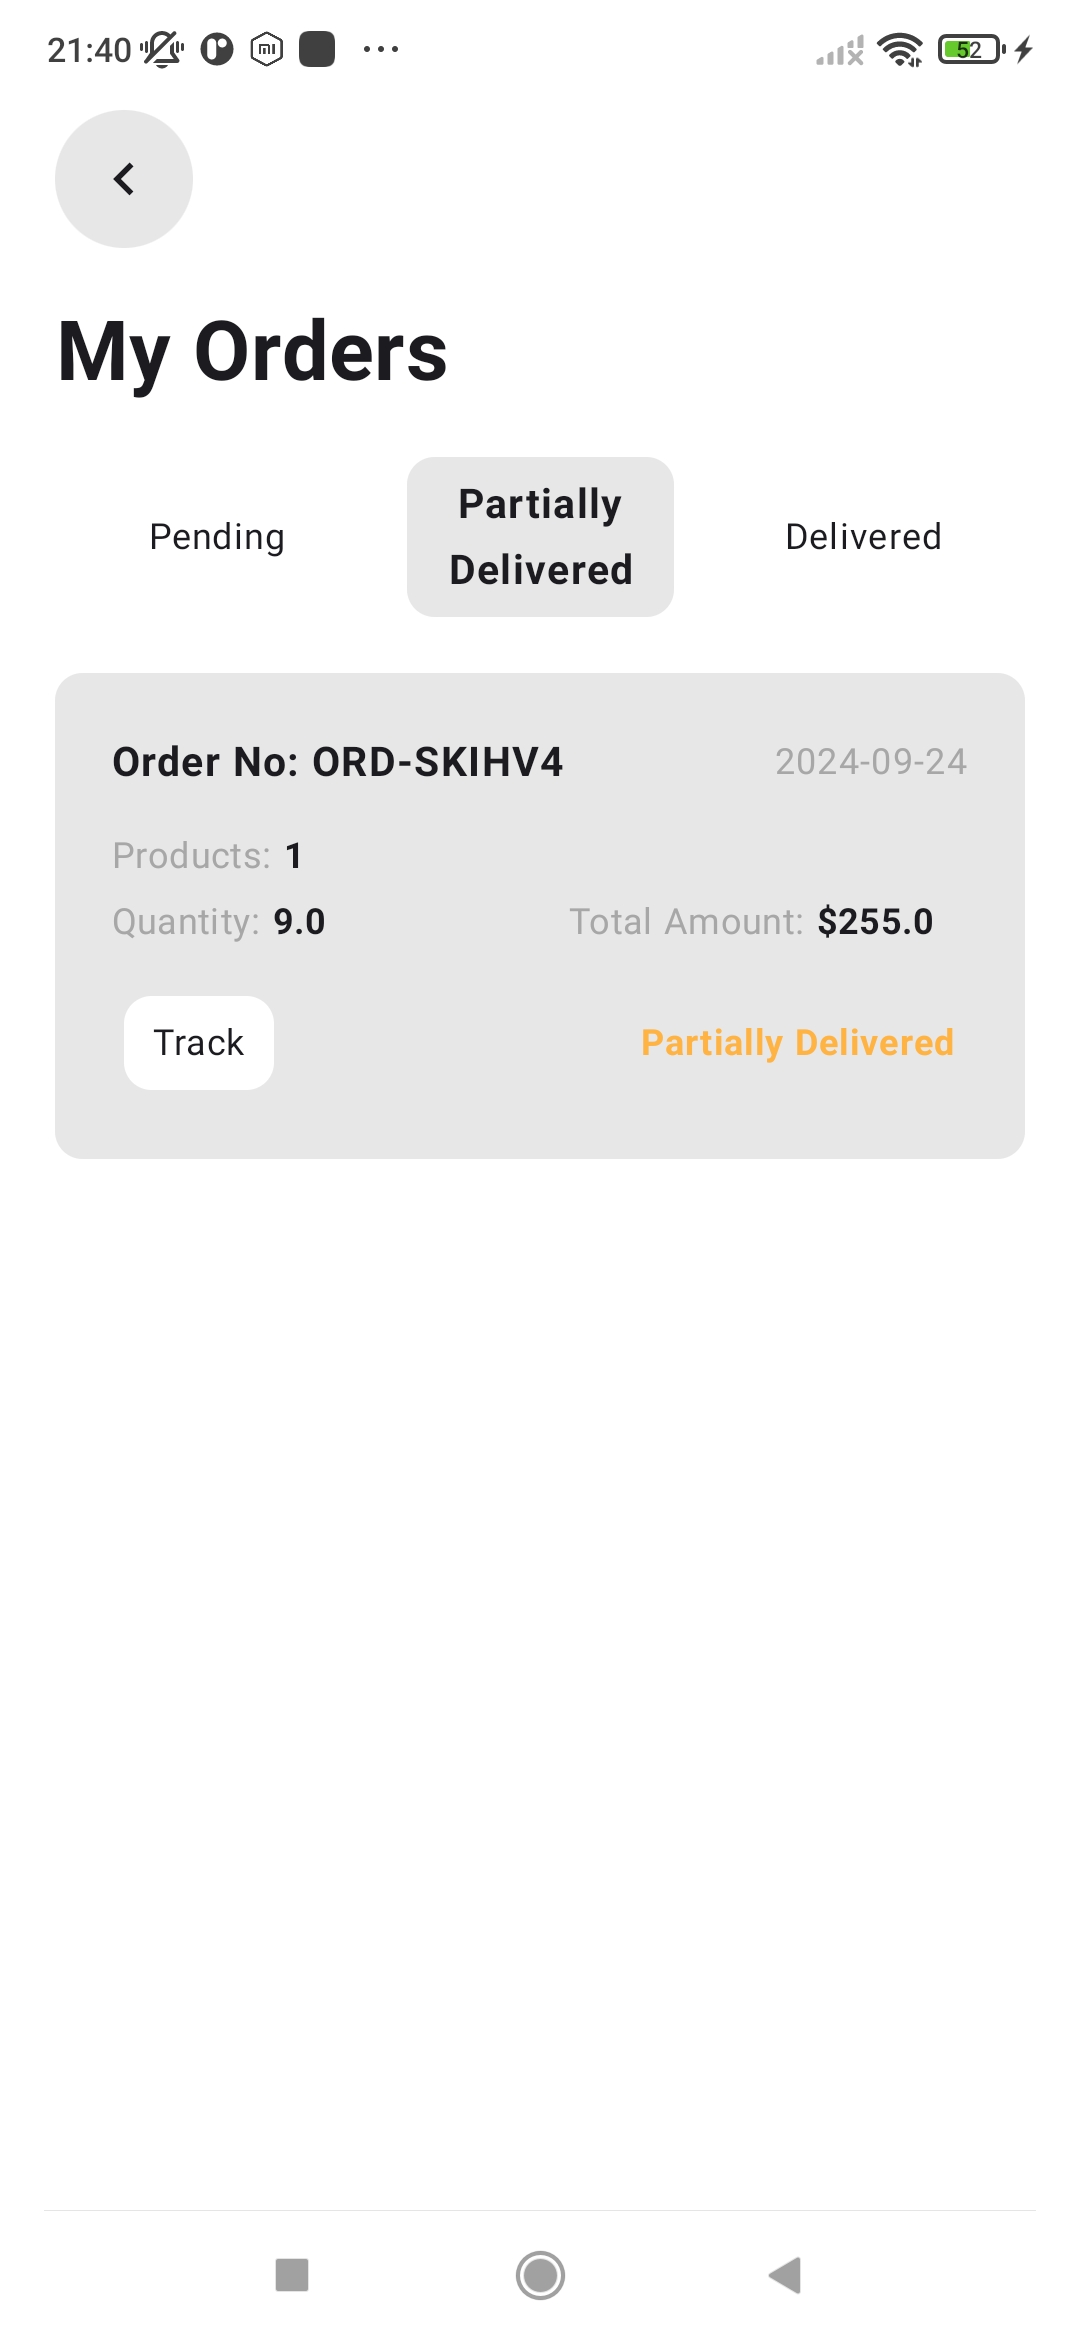 21:40
52
My Orders
Pending
Partially
Delivered
Delivered
Order No: ORD-SKIHV4
2024-09-24
Products: 1
Quantity: 9.0
Total Amount: $255.0
Track
Partially Delivered